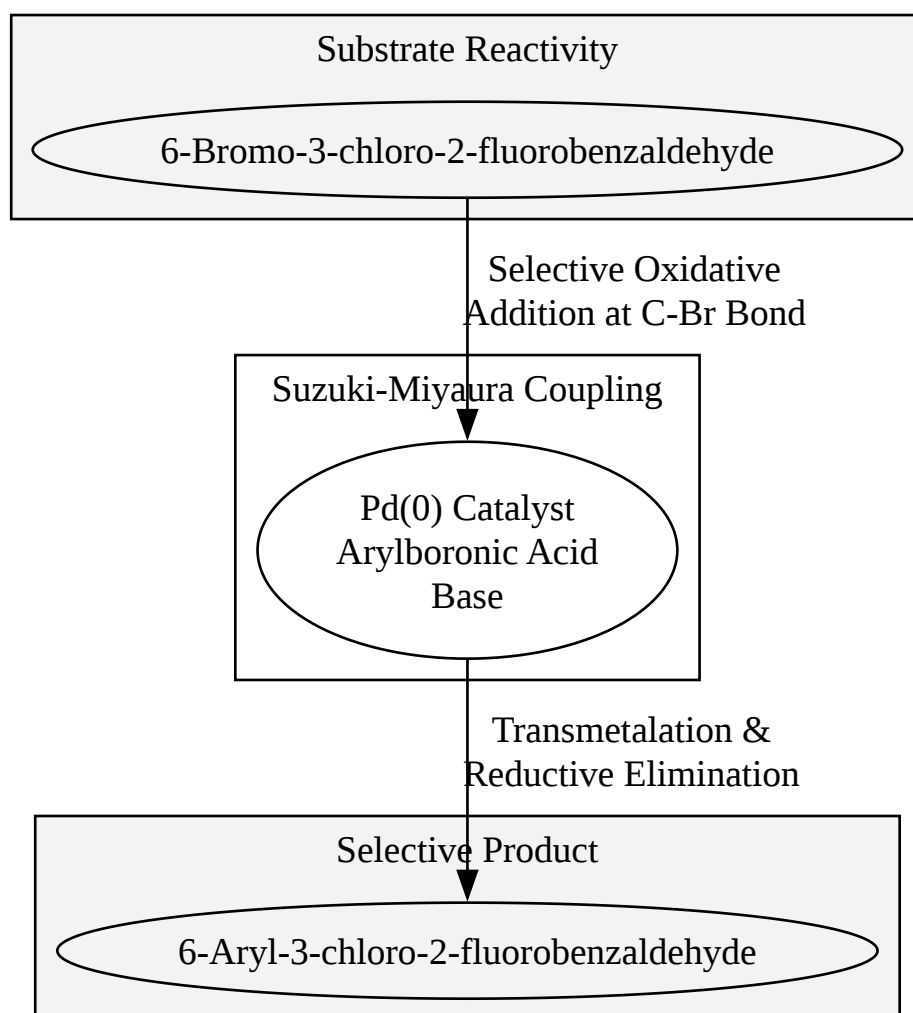 Substrate Reactivity
6-Bromo-3-chloro-2-fluorobenzaldehyde
Selective Oxidative
Addition at C-Br Bond
Suzuki-Miyaura Coupling
Pd(0) Catalyst
Arylboronic Acid
Base
Transmetalation &
Reductive Elimination
Selective Product
6-Aryl-3-chloro-2-fluorobenzaldehyde